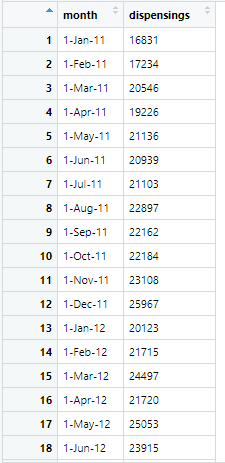 month dispensings
1 1-Jan-11 16831
2 1-Feb-11 17234
3 1-Mar-11 20546
4 1-Apr-11 19226
5 1-May-11 21136
6 1-Jun-11 20939
7 1-Jul-11 21103
8 1-Aug-11 22897
9 1-Sep-11 22162
10 1-Oct-11 22184
11 1-Nov-11 23108
12 1-Dec-11 25967
13 1-Jan-12 20123
14 1-Feb-12 21715
15 1-Mar-12 24497
16 1-Apr-12 21720
17 1-May-12 25053
18 1-Jun-12 23915